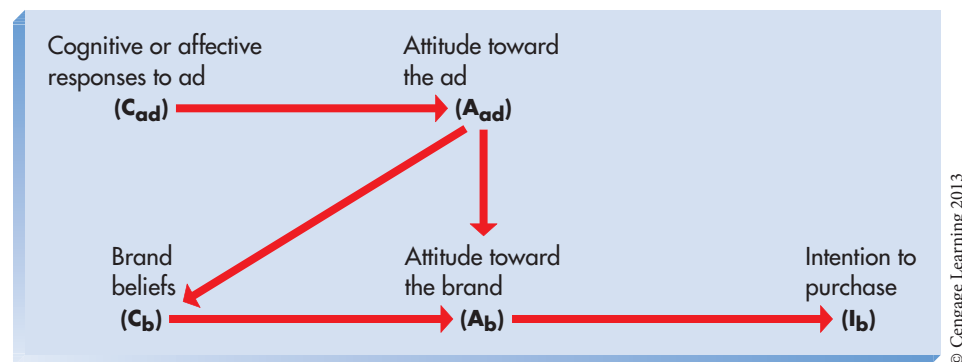 Cognitive or affective
responses to ad
(Cad)
Attitude toward
the ad
(Aad)
Brand
beliefs
(Cb)
Attitude toward
the brand
(Ab)
Intention to
purchase
(Ib)
© Cengage Learning 2013